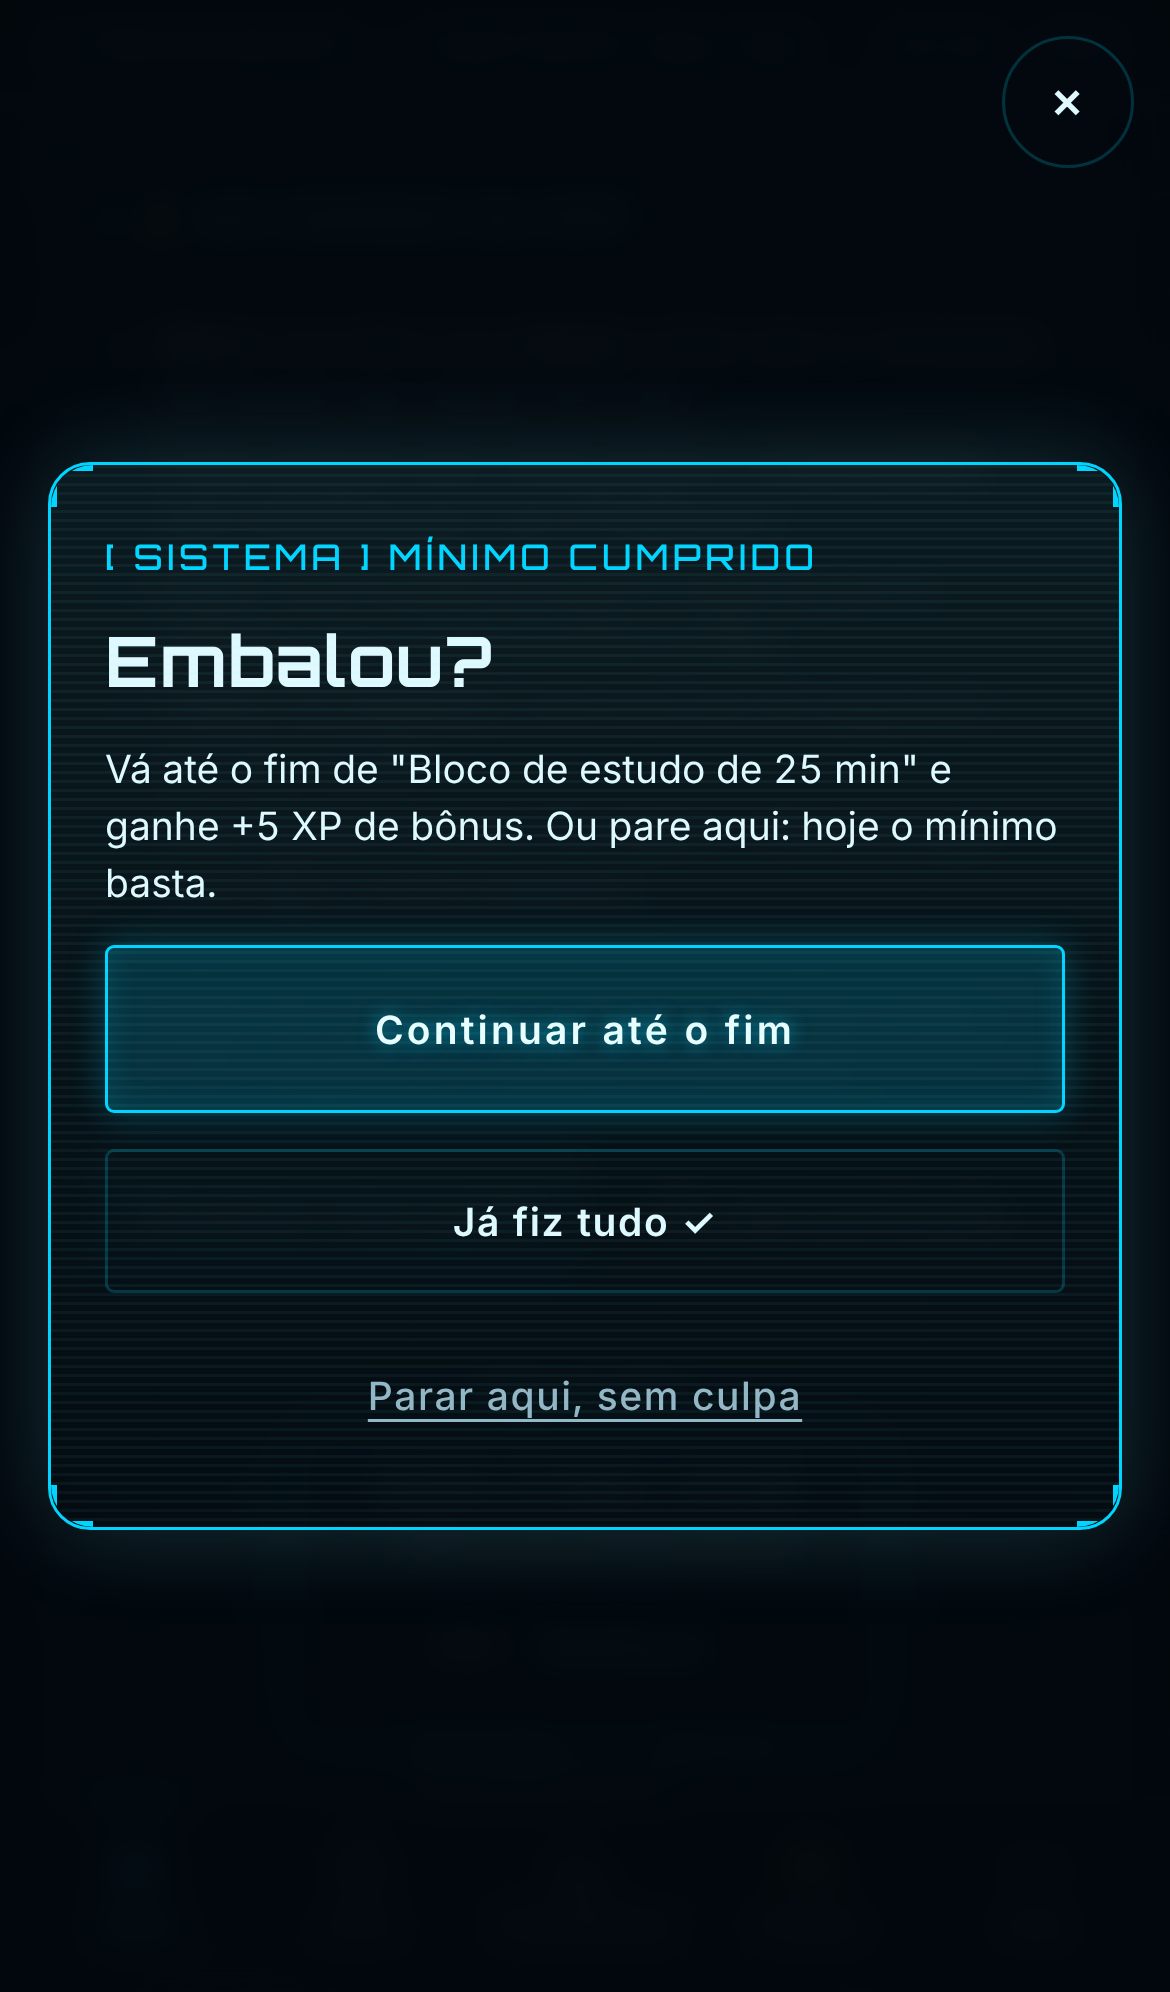 ×
[ SISTEMA ] MÍNIMO CUMPRIDO
Embalou?
Vá até o fim de "Bloco de estudo de 25 min" e
ganhe +5 XP de bônus. Ou pare aqui: hoje o mínimo
basta.
Continuar até o fim
Já fiz tudo ✓
Parar aqui, sem culpa